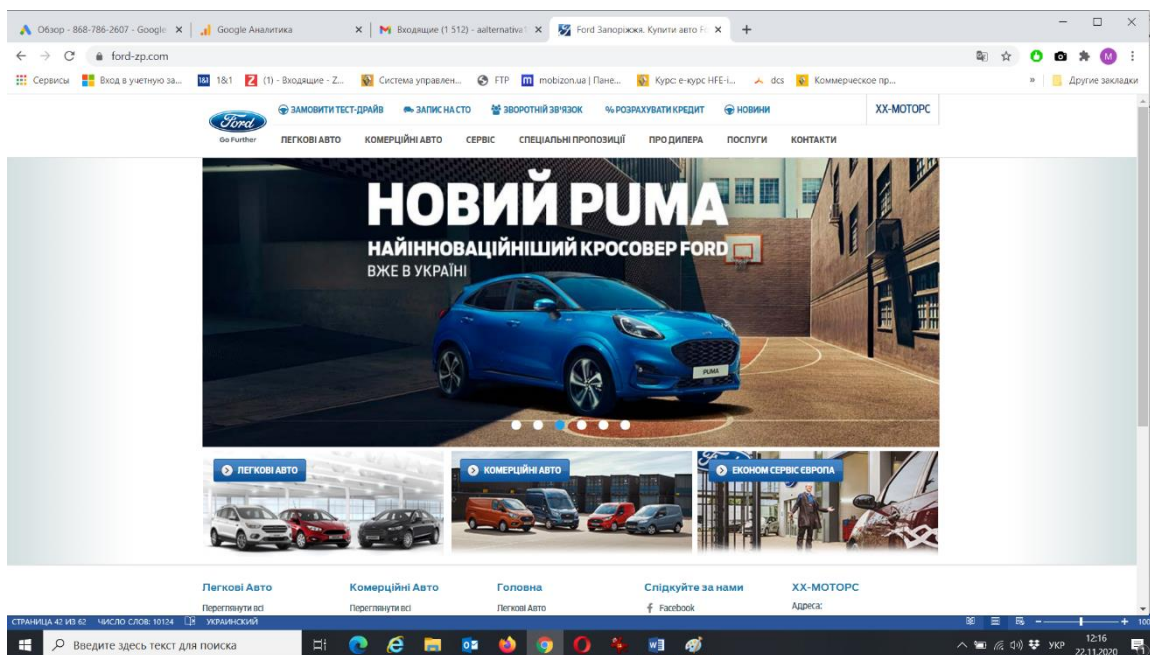 Обзор - 868-786-2607 - Google
Google Аналитика
Входящие (1 512) - aalternativa
Ford Запоріжжя. Купити авто Fo
ford-zp.com
Сервисы
Вход в учетную за...
1&1
(1) - Входящие - Z...
Система управлен...
FTP
mobizon.ua | Пане...
Курс: е-курс HFE-i...
dcs
Коммерческое пр...
Другие закладки
Ford
Go Further
ЗАМОВИТИ ТЕСТ-ДРАЙВ
ЗАПИС НА СТО
ЗВОРОТНІЙ ЗВ'ЯЗОК
% РОЗРАХУВАТИ КРЕДИТ
НОВИНИ
ХХ-МОТОРС
ЛЕГКОВІ АВТО
КОМЕРЦІЙНІ АВТО
СЕРВІС
СПЕЦІАЛЬНІ ПРОПОЗИЦІЇ
ПРО ДИЛЕРА
ПОСЛУГИ
КОНТАКТИ
НОВИЙ PUMA
НАЙІННОВАЦІЙНІШИЙ КРОСОВЕР FORD
ВЖЕ В УКРАЇНІ
PUMA
ЛЕГКОВІ АВТО
КОМЕРЦІЙНІ АВТО
ЕКОНОМ СЕРВІС ЄВРОПА
Легкові Авто
Комерційні Авто
Головна
Слідкуйте за нами
ХХ-МОТОРС
Переглянути всі
Переглянути всі
Легкові Авто
Facebook
Адреса:
СТРАНИЦА 42 ИЗ 62
ЧИСЛО СЛОВ: 10124
УКРАИНСКИЙ
100
Введите здесь текст для поиска
УКР
12:16
22.11.2020